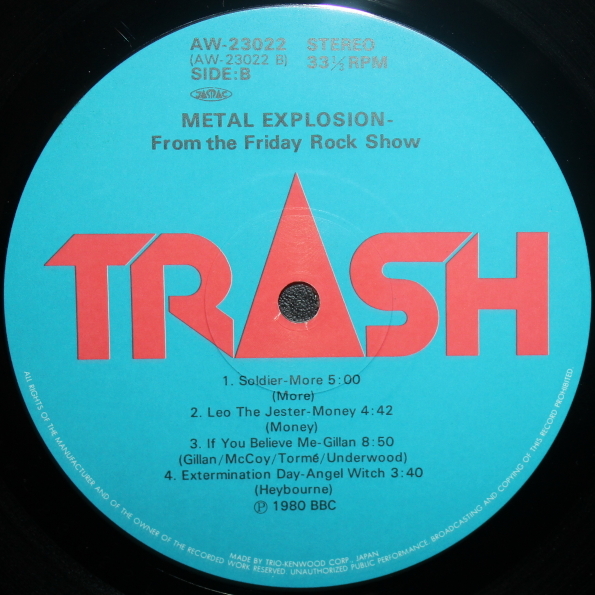 AW-23022 STEREO
(AW-23022 B) 33⅓RPM
SIDE:B
JASRAC
METAL EXPLOSION-
From the Friday Rock Show
TRASH
1. Soldier-More 5:00
(More)
2. Leo The Jester-Money 4:42
(Money)
3. If You Believe Me-Gillan 8:50
(Gillan/McCoy/Tormé/Underwood)
4. Extermination Day-Angel Witch 3:40
(Heybourne)
Ⓟ 1980 BBC
ALL RIGHTS OF THE MANUFACTURER AND OF THE OWNER OF THE RECORDED WORK RESERVED. UNAUTHORIZED PUBLIC PERFORMANCE, BROADCASTING AND COPYING OF THIS RECORD PROHIBITED
MADE BY TRIO-KENWOOD CORP., JAPAN